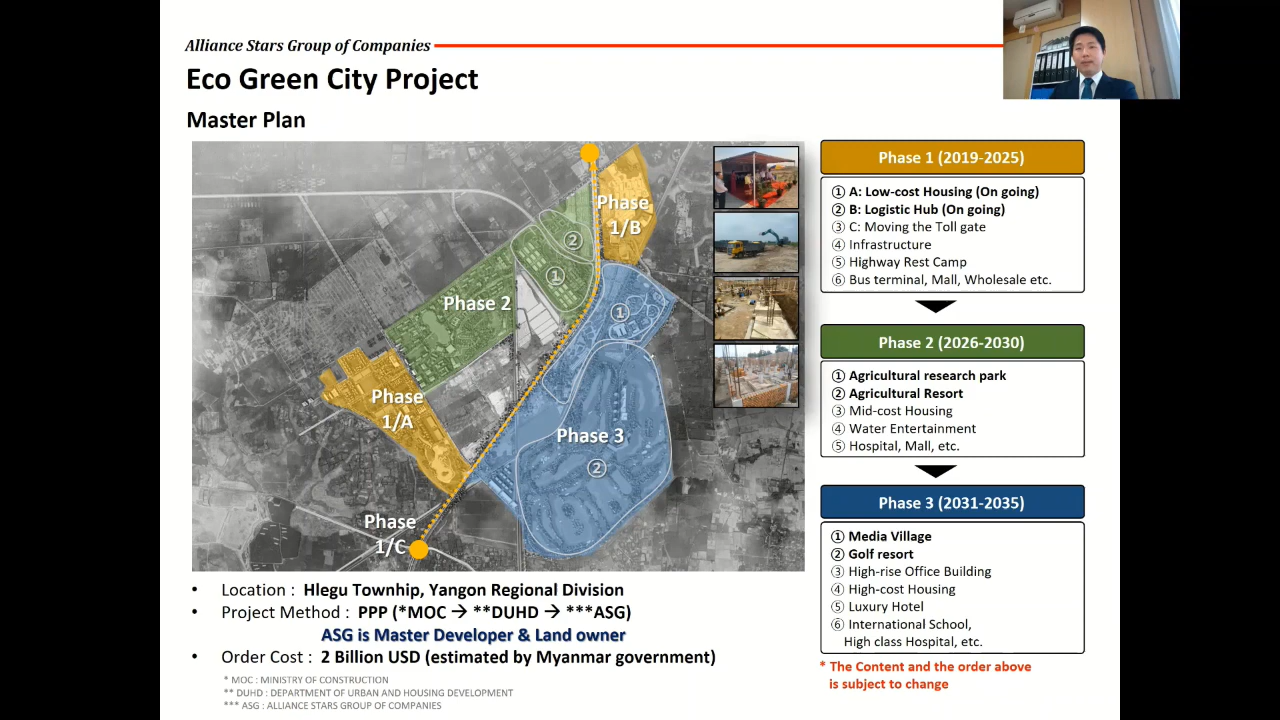 Alliance Stars Group of Companies
Eco Green City Project
Master Plan
Phase
1/B
②
①
Phase 2
①
Phase
1/A
Phase 3
②
Phase
1/C
Phase 1 (2019-2025)
① A: Low-cost Housing (On going)
② B: Logistic Hub (On going)
③ C: Moving the Toll gate
④ Infrastructure
⑤ Highway Rest Camp
⑥ Bus terminal, Mall, Wholesale etc.
Phase 2 (2026-2030)
① Agricultural research park
② Agricultural Resort
③ Mid-cost Housing
④ Water Entertainment
⑤ Hospital, Mall, etc.
Phase 3 (2031-2035)
① Media Village
② Golf resort
③ High-rise Office Building
④ High-cost Housing
⑤ Luxury Hotel
⑥ International School,
High class Hospital, etc.
* The Content and the order above
is subject to change
• Location : Hlegu Townhip, Yangon Regional Division
• Project Method : PPP (*MOC → **DUHD → ***ASG)
ASG is Master Developer & Land owner
• Order Cost : 2 Billion USD (estimated by Myanmar government)
* MOC : MINISTRY OF CONSTRUCTION
** DUHD : DEPARTMENT OF URBAN AND HOUSING DEVELOPMENT
*** ASG : ALLIANCE STARS GROUP OF COMPANIES